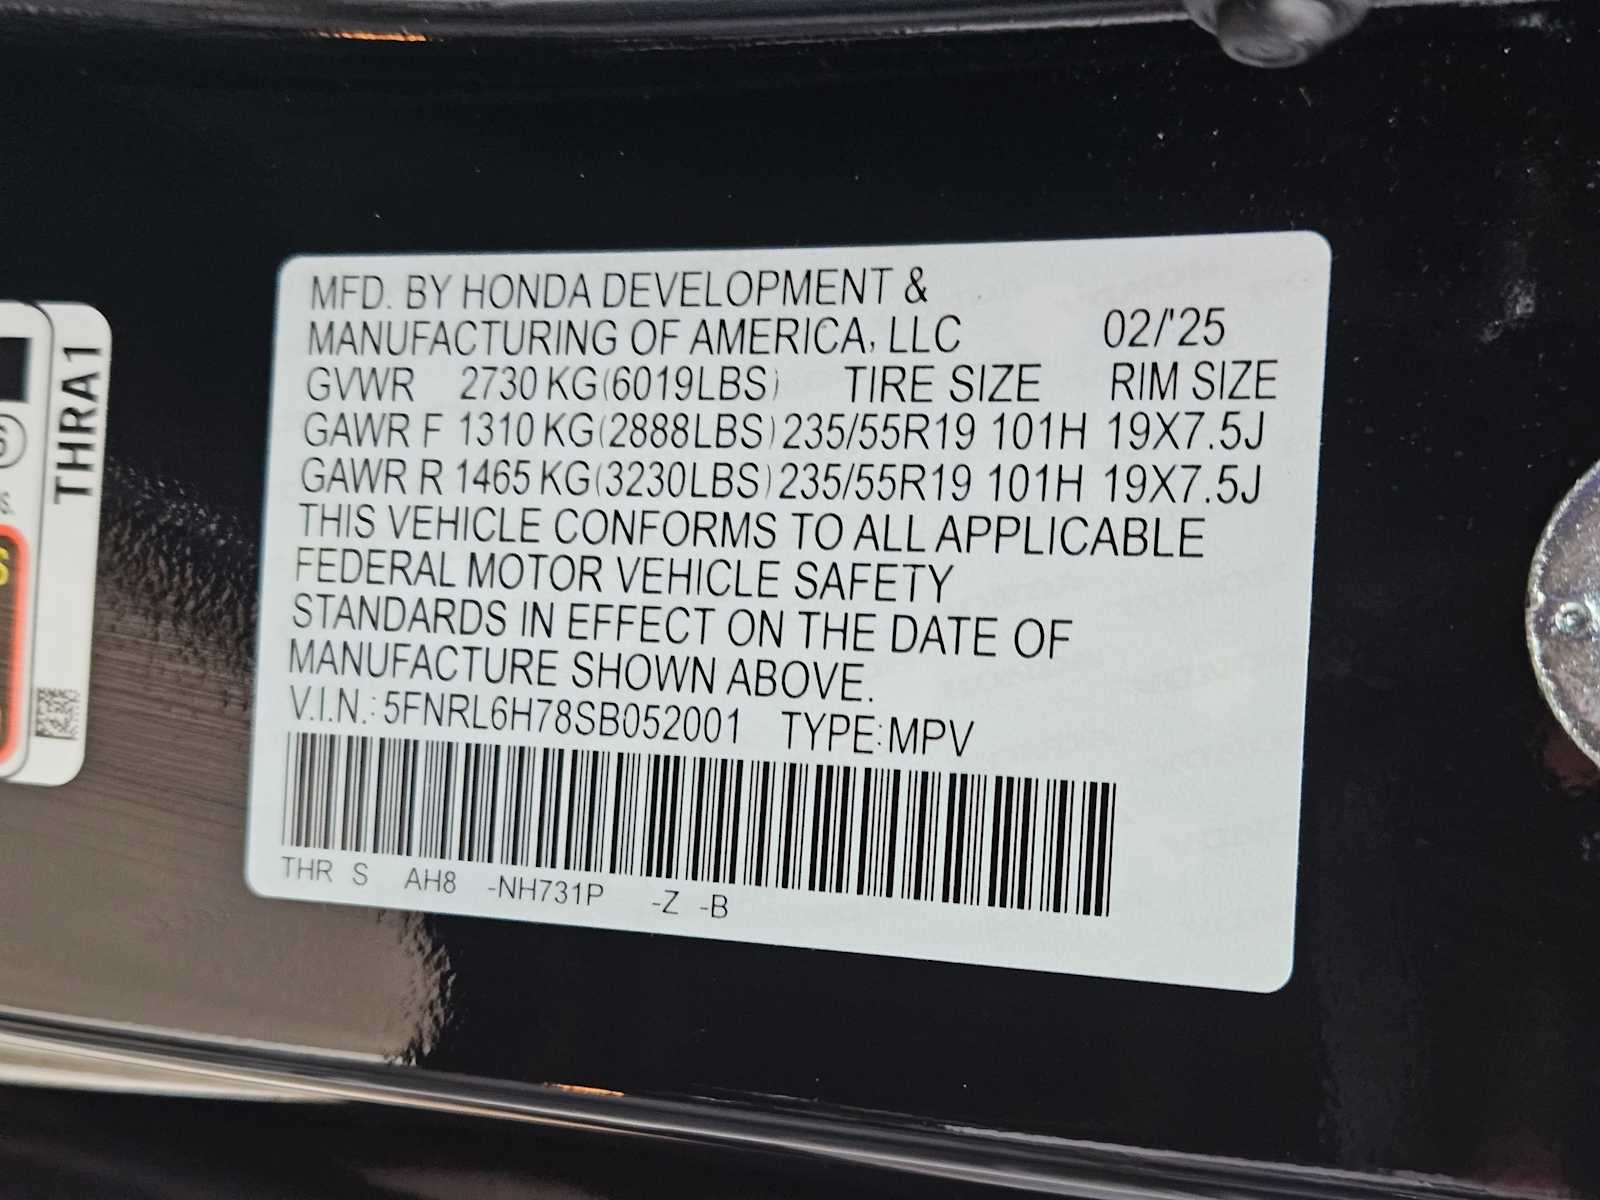 MFD. BY HONDA DEVELOPMENT &
MANUFACTURING OF AMERICA, LLC 02/'25
GVWR 2730 KG(6019LBS) TIRE SIZE RIM SIZE
GAWR F 1310 KG(2888LBS) 235/55R19 101H 19X7.5J
GAWR R 1465 KG(3230LBS) 235/55R19 101H 19X7.5J
THIS VEHICLE CONFORMS TO ALL APPLICABLE
FEDERAL MOTOR VEHICLE SAFETY
STANDARDS IN EFFECT ON THE DATE OF
MANUFACTURE SHOWN ABOVE.
V.I.N.: 5FNRL6H78SB052001 TYPE:MPV
THR S AH8 -NH731P -Z -B
THRA1